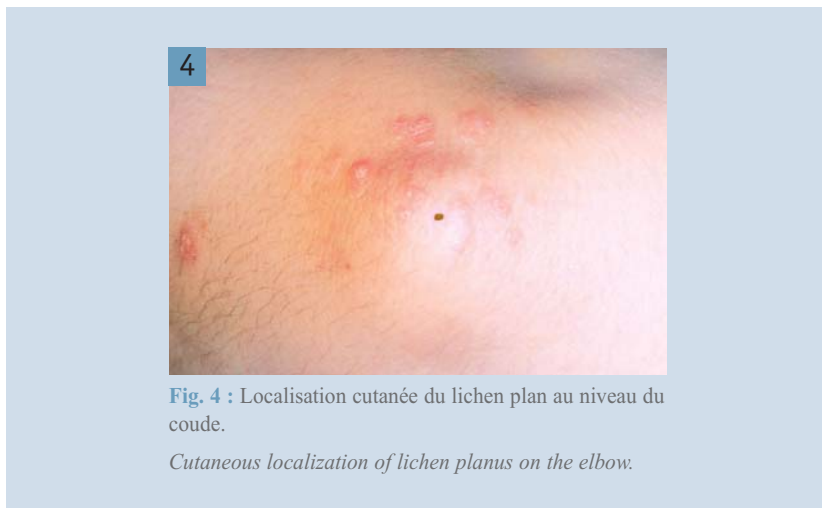 4
Fig. 4 : Localisation cutanée du lichen plan au niveau du
coude.
Cutaneous localization of lichen planus on the elbow.